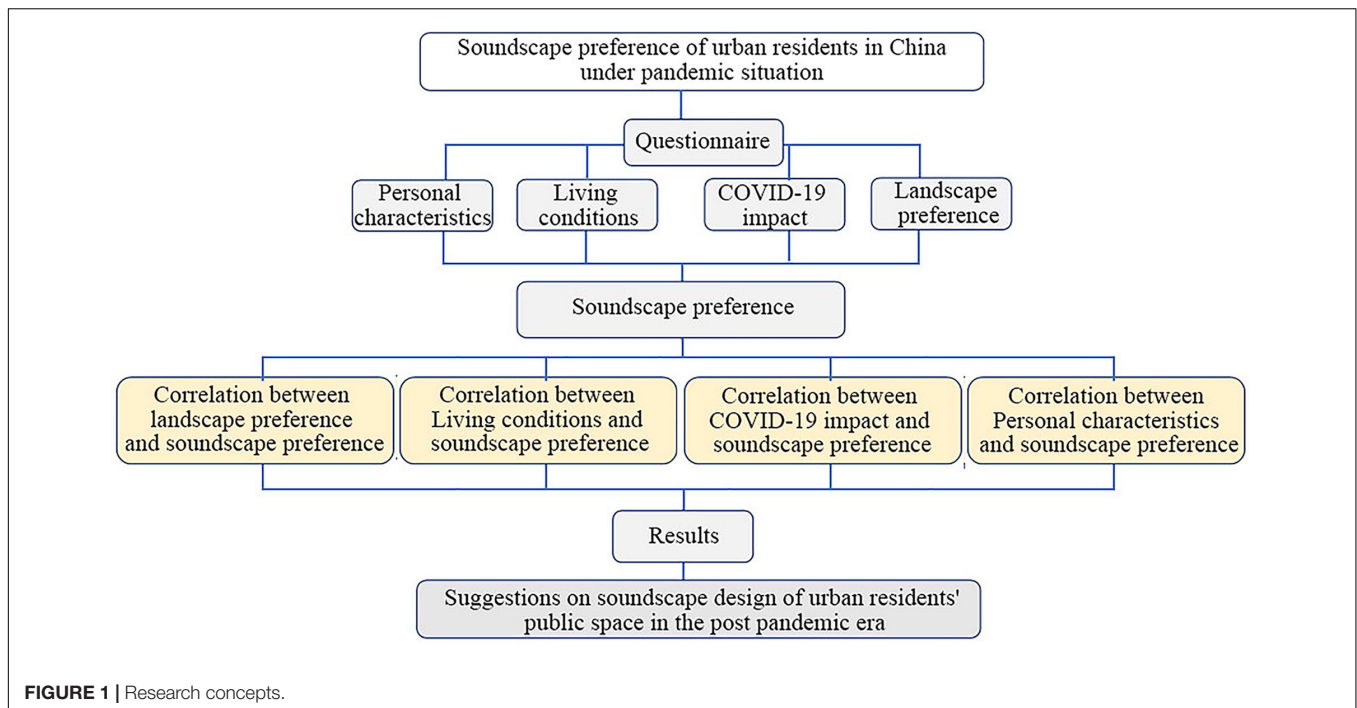 Soundscape preference of urban residents in China
under pandemic situation
Questionnaire
Personal
characteristics
Living
conditions
COVID-19
impact
Landscape
preference
Soundscape preference
Correlation between
landscape preference
and soundscape preference
Correlation between
Living conditions and
soundscape preference
Correlation between
COVID-19 impact and
soundscape preference
Correlation between
Personal characteristics
and soundscape preference
Results
Suggestions on soundscape design of urban residents'
public space in the post pandemic era
FIGURE 1 | Research concepts.